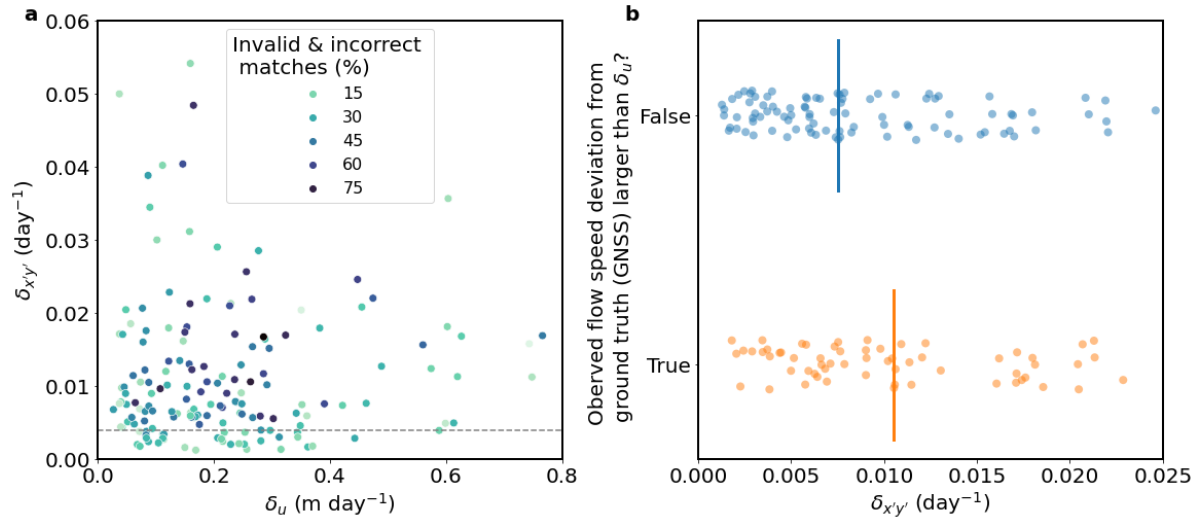 a
0.06
0.05
0.04
0.03
0.02
0.01
0.00
δx′y′ (day⁻¹)
Invalid & incorrect
matches (%)
15
30
45
60
75
0.0
0.2
0.4
0.6
0.8
δu (m day⁻¹)
b
Oberved flow speed deviation from
ground truth (GNSS) larger than δu?
False
True
0.000
0.005
0.010
0.015
0.020
0.025
δx′y′ (day⁻¹)